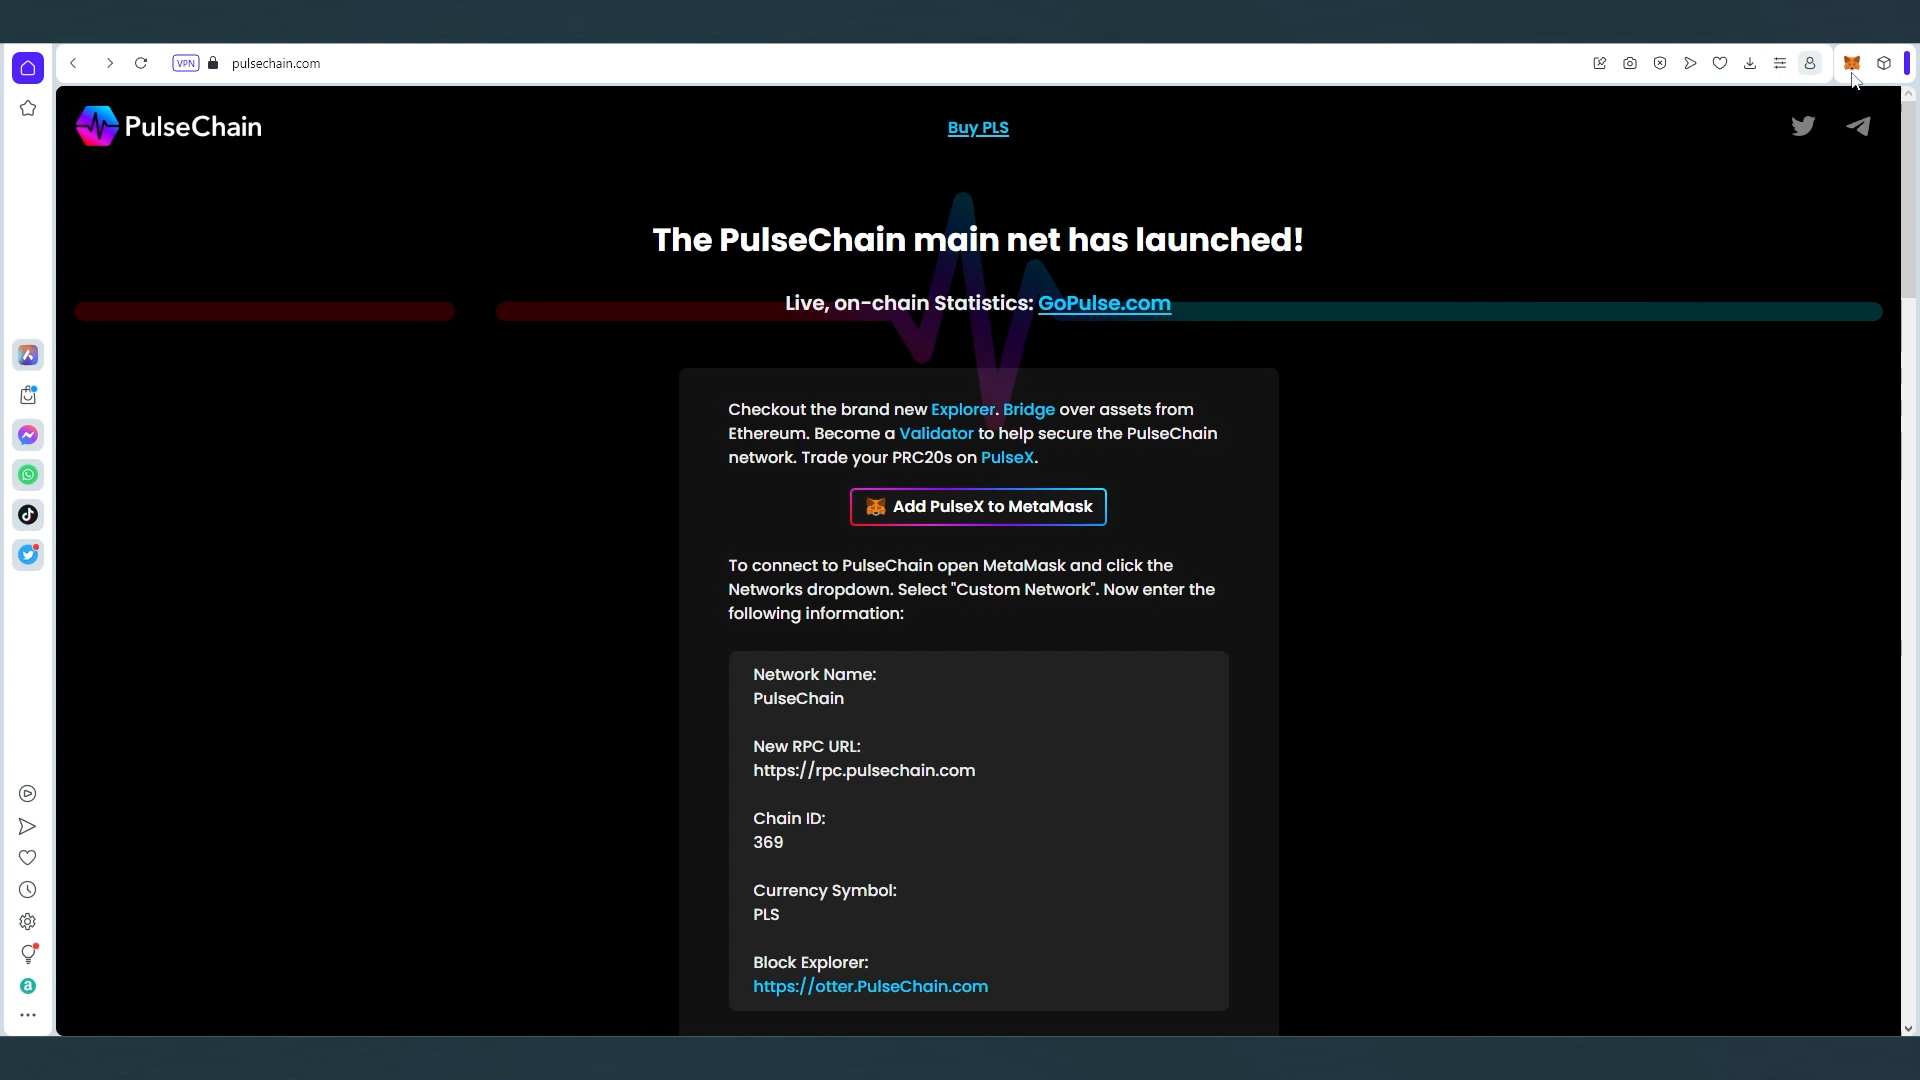 VPN
pulsechain.com
PulseChain
Buy PLS
The PulseChain main net has launched!
Live, on-chain Statistics: GoPulse.com
Checkout the brand new Explorer. Bridge over assets from
Ethereum. Become a Validator to help secure the PulseChain
network. Trade your PRC20s on PulseX.
Add PulseX to MetaMask
To connect to PulseChain open MetaMask and click the
Networks dropdown. Select "Custom Network". Now enter the
following information:
Network Name:
PulseChain
New RPC URL:
https://rpc.pulsechain.com
Chain ID:
369
Currency Symbol:
PLS
Block Explorer:
https://otter.PulseChain.com
a